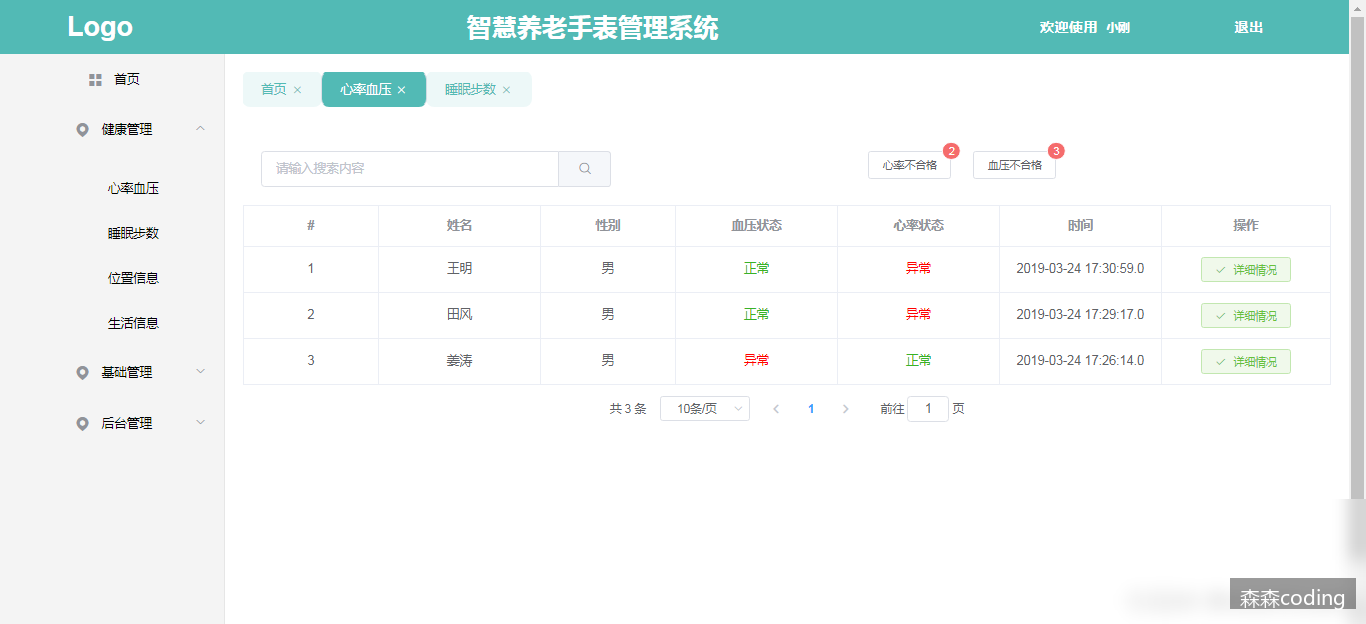 Logo
智慧养老手表管理系统
欢迎使用 小刚
退出
首页
健康管理
心率血压
睡眠步数
位置信息
生活信息
基础管理
后台管理
首页 × 心率血压 × 睡眠步数 ×
请输入搜索内容
心率不合格 2
血压不合格 3
# 姓名 性别 血压状态 心率状态 时间 操作
1 王明 男 正常 异常 2019-03-24 17:30:59.0 详细情况
2 田风 男 正常 异常 2019-03-24 17:29:17.0 详细情况
3 姜涛 男 异常 正常 2019-03-24 17:26:14.0 详细情况
共 3 条 10条/页 1 前往 1 页
森森coding